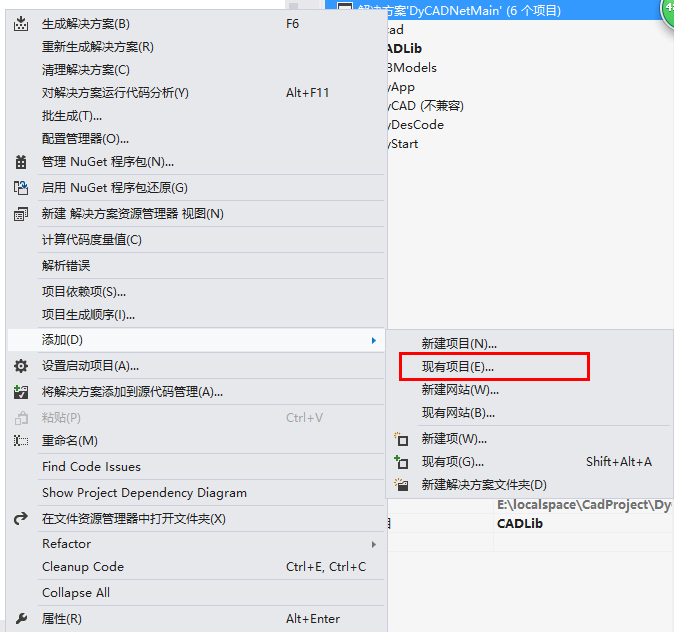 解决方案'DyCADNetMain' (6 个项目)
生成解决方案(B) F6
重新生成解决方案(R)
清理解决方案(C)
对解决方案运行代码分析(Y) Alt+F11
批生成(T)...
配置管理器(O)...
管理 NuGet 程序包(N)...
启用 NuGet 程序包还原(G)
新建 解决方案资源管理器 视图(N)
计算代码度量值(C)
解析错误
项目依赖项(S)...
项目生成顺序(I)...
添加(D)
设置启动项目(A)...
将解决方案添加到源代码管理(A)...
粘贴(P) Ctrl+V
重命名(M)
Find Code Issues
Show Project Dependency Diagram
在文件资源管理器中打开文件夹(X)
Refactor
Cleanup Code Ctrl+E, Ctrl+C
Collapse All
属性(R) Alt+Enter
ad
ADLib
BModels
yApp
yCAD (不兼容)
yDesCode
yStart
新建项目(N)...
现有项目(E)...
新建网站(W)...
现有网站(B)...
新建项(W)...
现有项(G)... Shift+Alt+A
新建解决方案文件夹(D)
E:\localspace\CadProject\Dy
CADLib